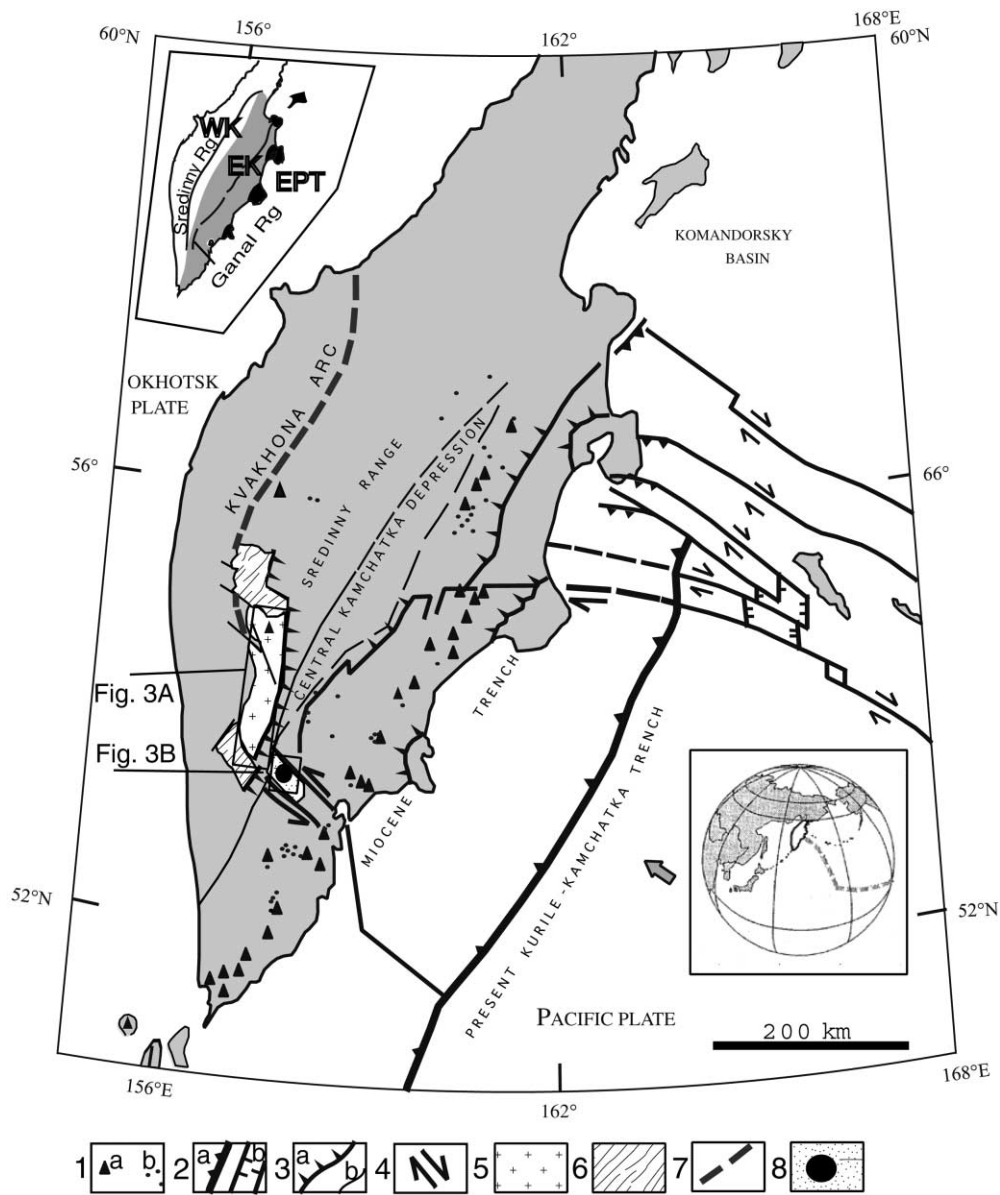 168°E
60°N
156°
162°
60°N
WK
Sredinny Rg
EK
EPT
Ganal Rg
KOMANDORSKY
BASIN
OKHOTSK
PLATE
KVAKHONA ARC
SREDINNY RANGE
CENTRAL KAMCHATKA DEPRESSION
56°
66°
Fig. 3A
TRENCH
Fig. 3B
MIOCENE
PRESENT KURILE-KAMCHATKA TRENCH
52°N
52°N
PACIFIC PLATE
200 km
156°E
162°
168°E
1 a b 2 a b 3 a b 4 5 6 7 8